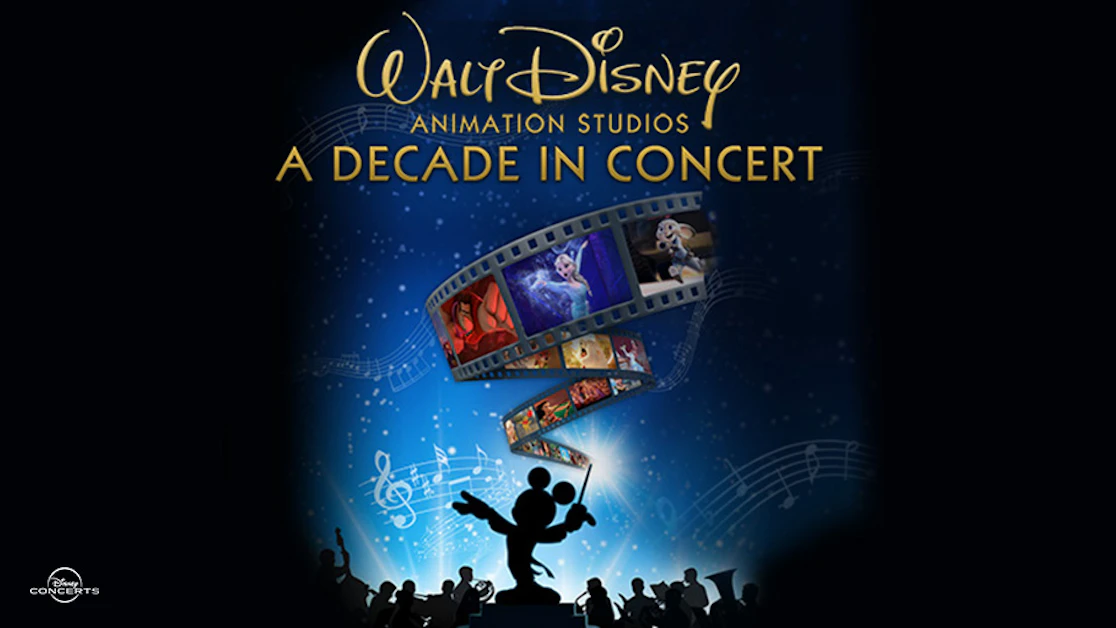 WALT DISNEY
ANIMATION STUDIOS
A DECADE IN CONCERT
Disney
CONCERTS